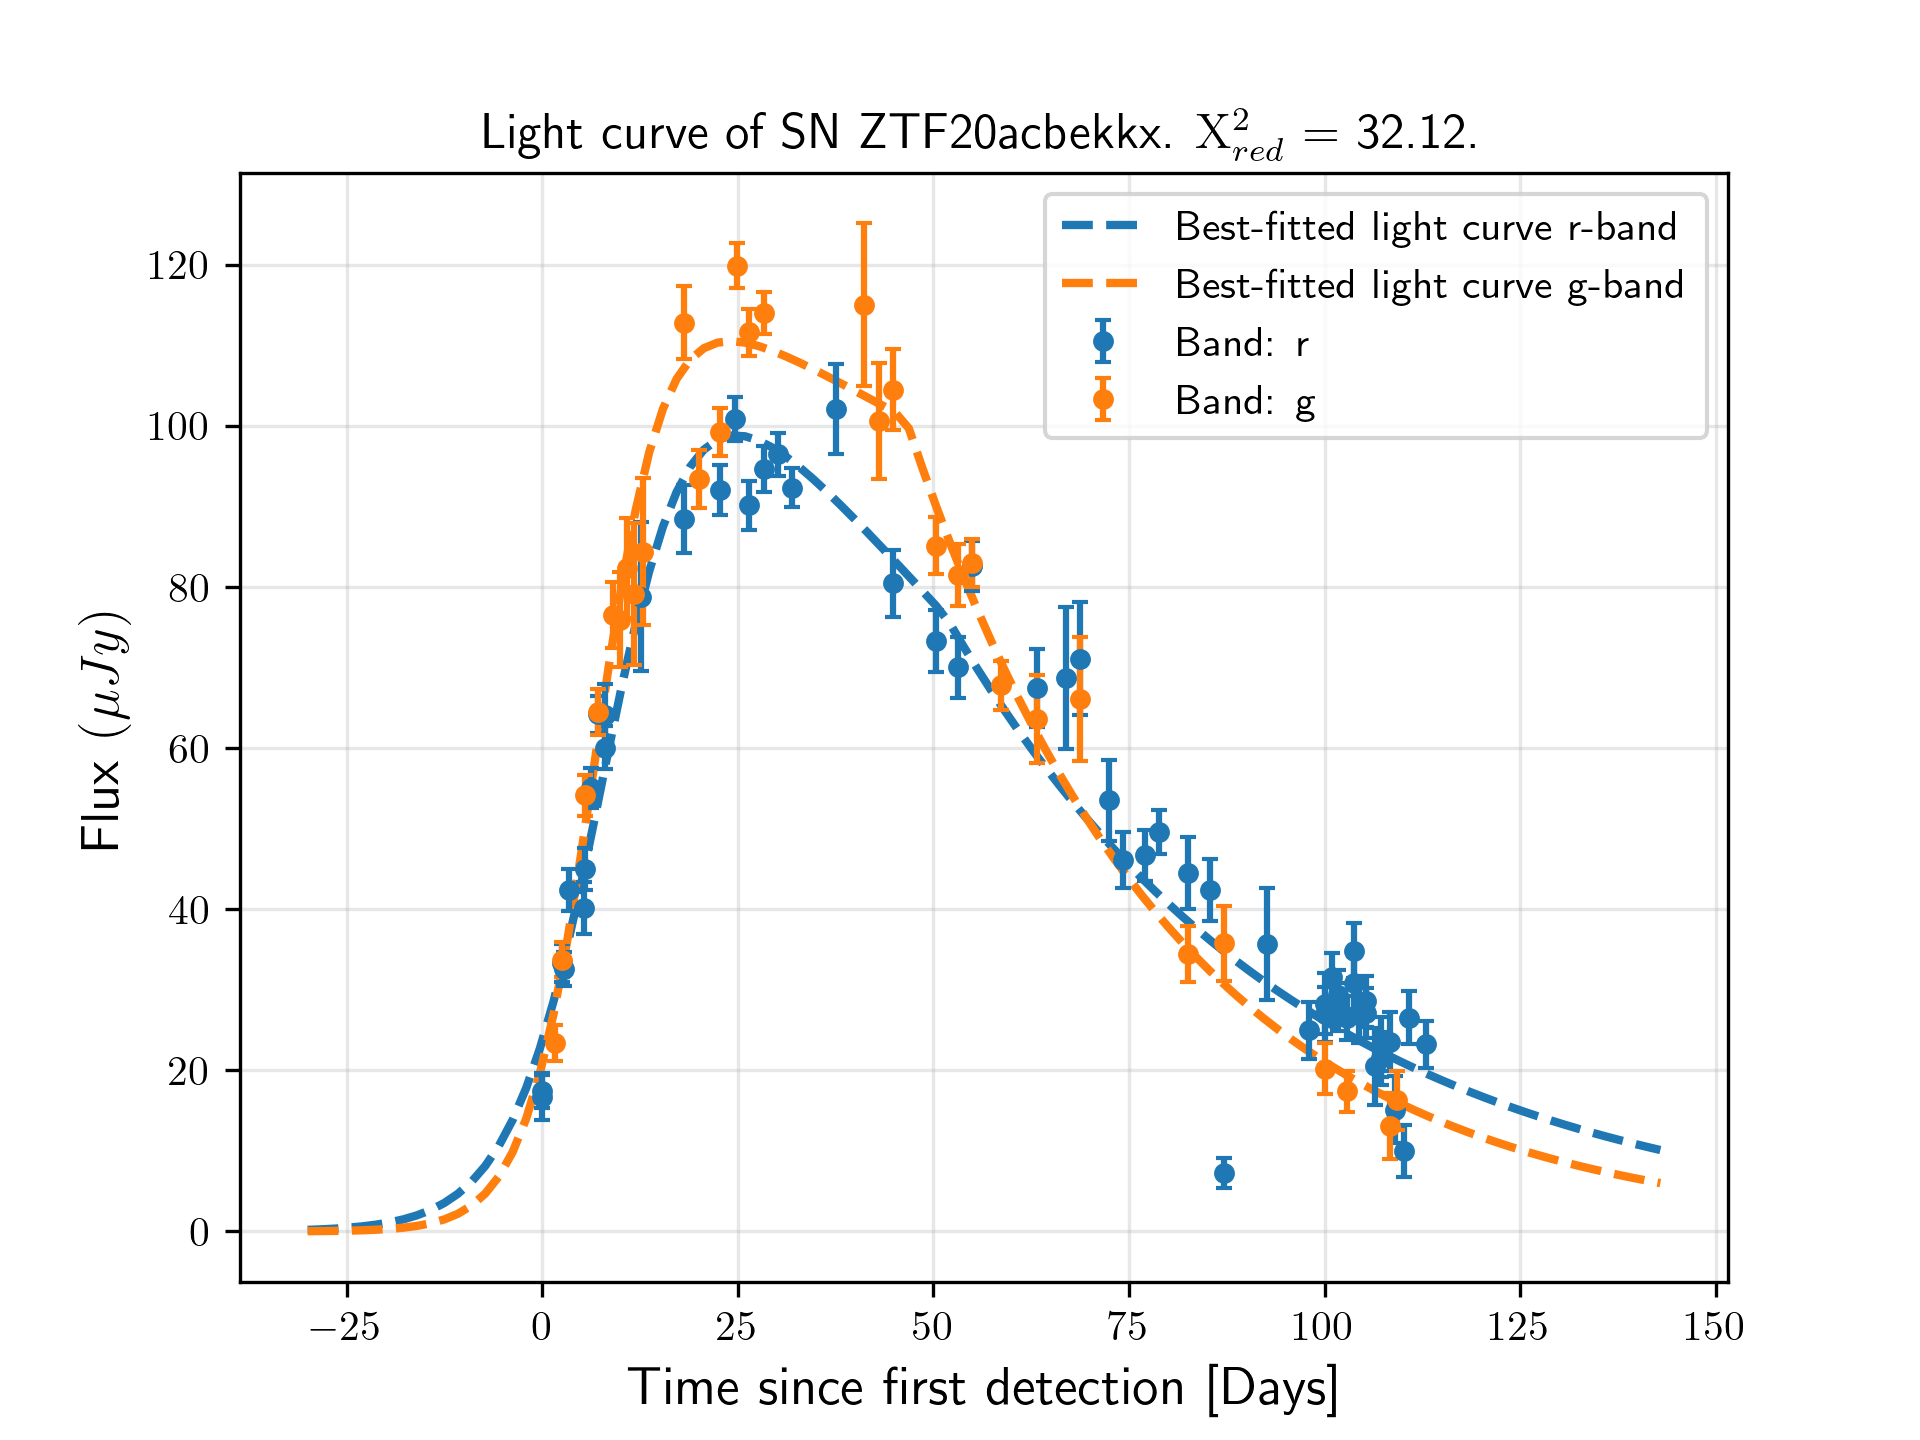 Light curve of SN ZTF20acbekkx. X²red = 32.12.
Best-fitted light curve r-band
Best-fitted light curve g-band
Band: r
Band: g
Flux (μJy)
120
100
80
60
40
20
0
−25 0 25 50 75 100 125 150
Time since first detection [Days]